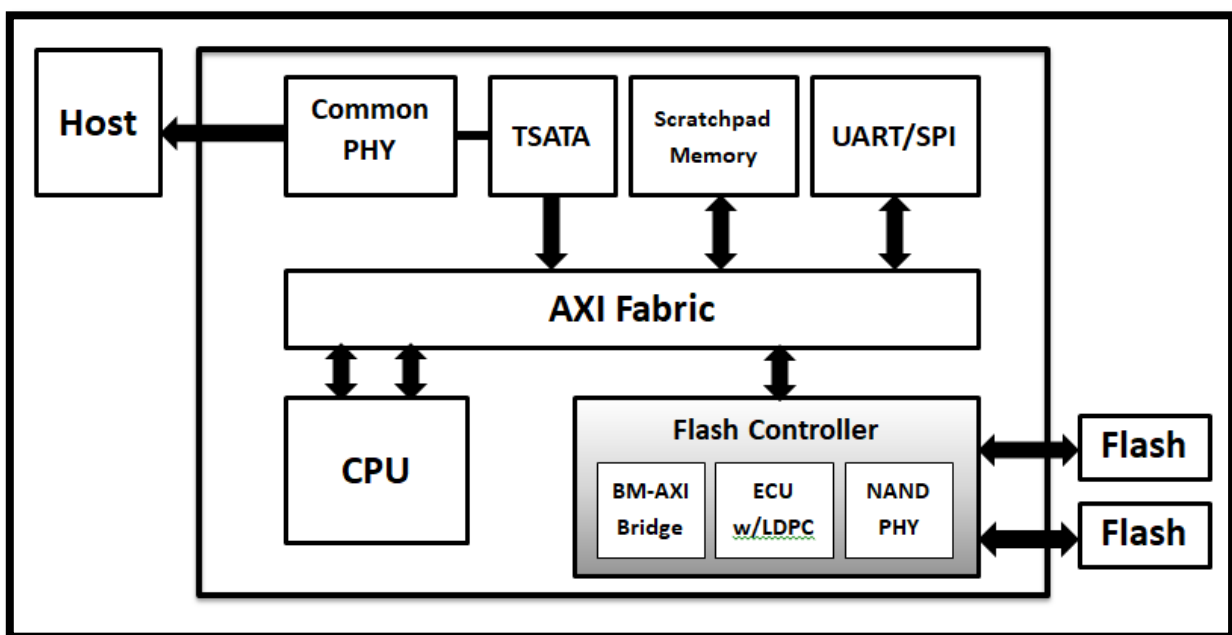 Host
Common
PHY
TSATA
Scratchpad
Memory
UART/SPI
AXI Fabric
CPU
Flash Controller
BM-AXI
Bridge
ECU
w/LDPC
NAND
PHY
Flash
Flash